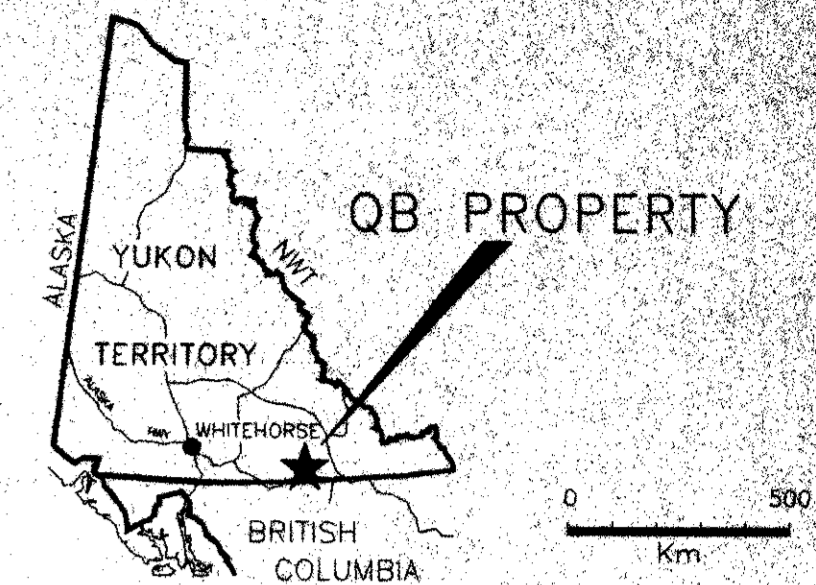 QB PROPERTY
ALASKA
YUKON
NWT
TERRITORY
ALASKA
HWY
WHITEHORSE
BRITISH
COLUMBIA
0 500
Km